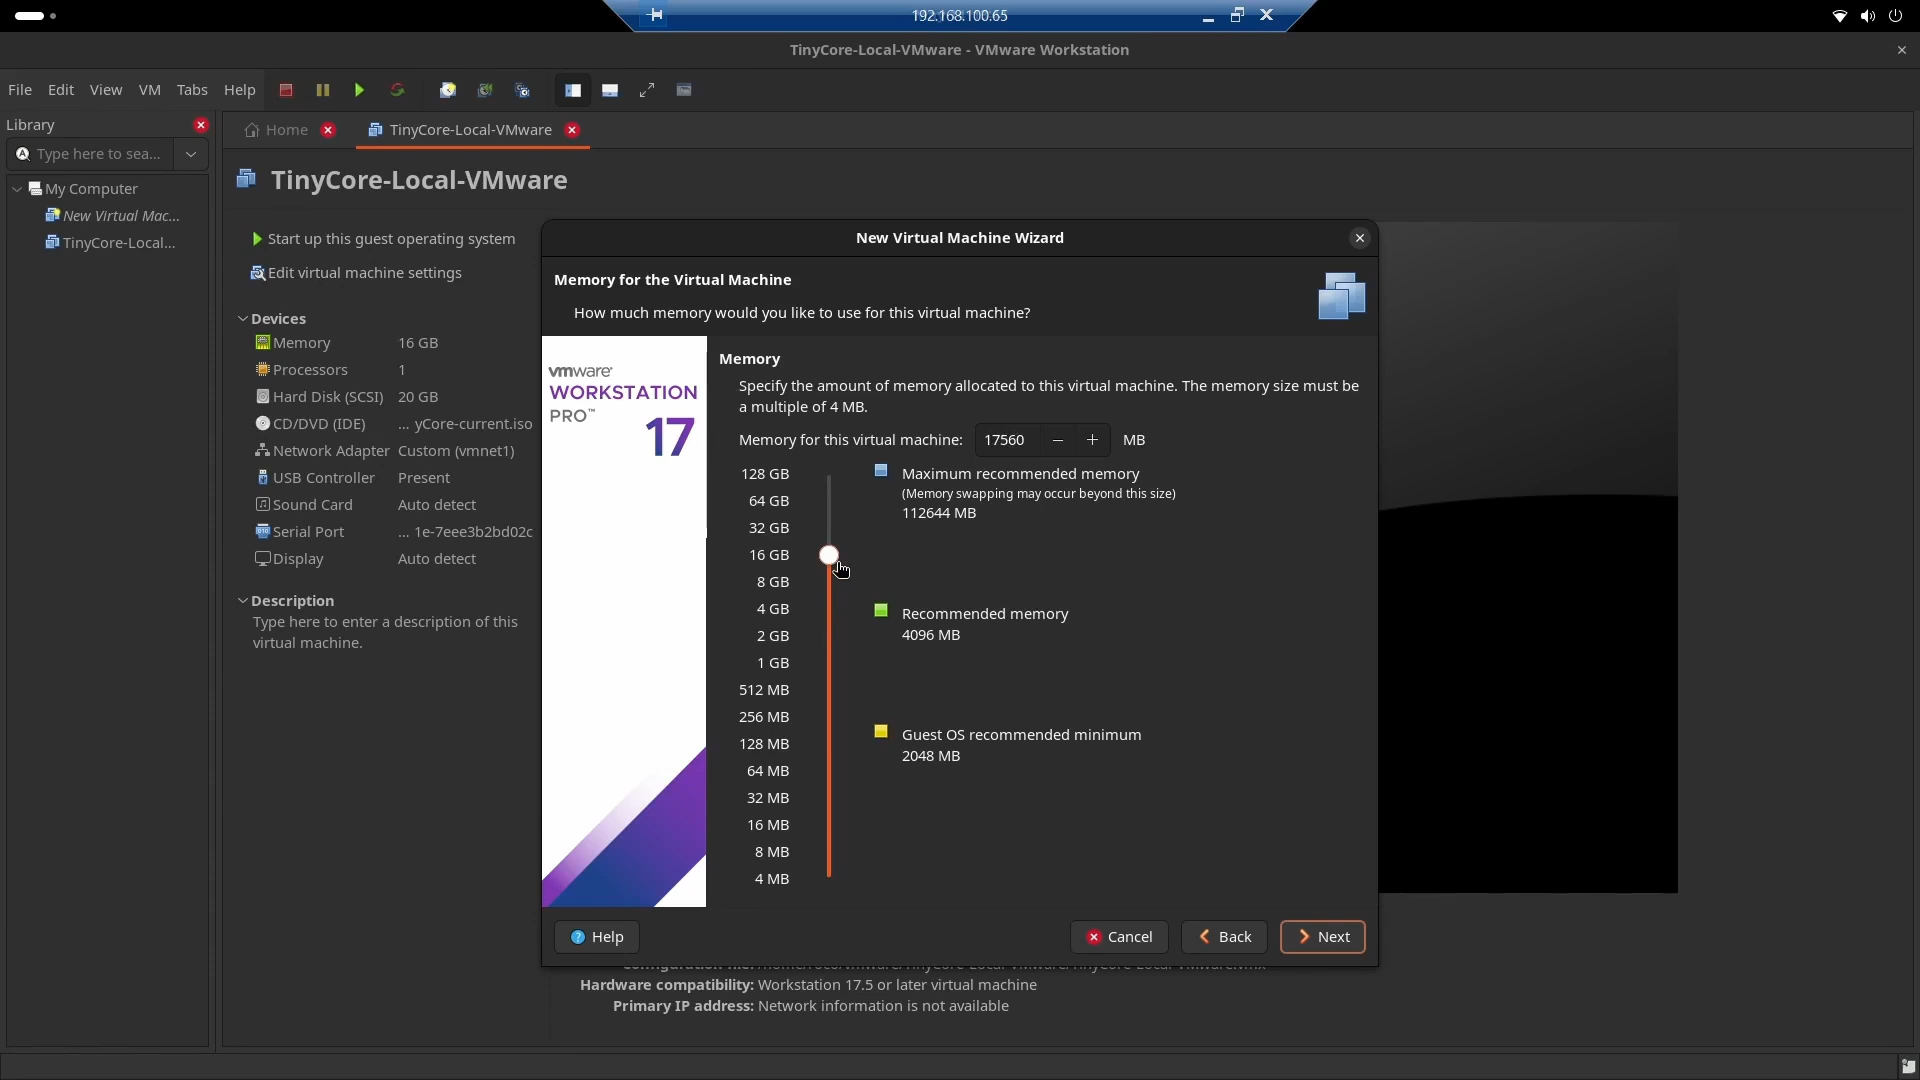 192.168.100.65
TinyCore-Local-VMware - VMware Workstation
File Edit View VM Tabs Help
Library
Home
TinyCore-Local-VMware
Type here to sea...
My Computer
New Virtual Mac...
TinyCore-Local...
TinyCore-Local-VMware
Start up this guest operating system
Edit virtual machine settings
Devices
Memory 16 GB
Processors 1
Hard Disk (SCSI) 20 GB
CD/DVD (IDE) ... yCore-current.iso
Network Adapter Custom (vmnet1)
USB Controller Present
Sound Card Auto detect
Serial Port ... 1e-7eee3b2bd02c
Display Auto detect
Description
Type here to enter a description of this
virtual machine.
New Virtual Machine Wizard
Memory for the Virtual Machine
How much memory would you like to use for this virtual machine?
vmware
WORKSTATION
PRO™
17
Memory
Specify the amount of memory allocated to this virtual machine. The memory size must be
a multiple of 4 MB.
Memory for this virtual machine: 17560 − + MB
128 GB
64 GB
32 GB
16 GB
8 GB
4 GB
2 GB
1 GB
512 MB
256 MB
128 MB
64 MB
32 MB
16 MB
8 MB
4 MB
Maximum recommended memory
(Memory swapping may occur beyond this size)
112644 MB
Recommended memory
4096 MB
Guest OS recommended minimum
2048 MB
Help
Cancel
Back
Next
Hardware compatibility: Workstation 17.5 or later virtual machine
Primary IP address: Network information is not available